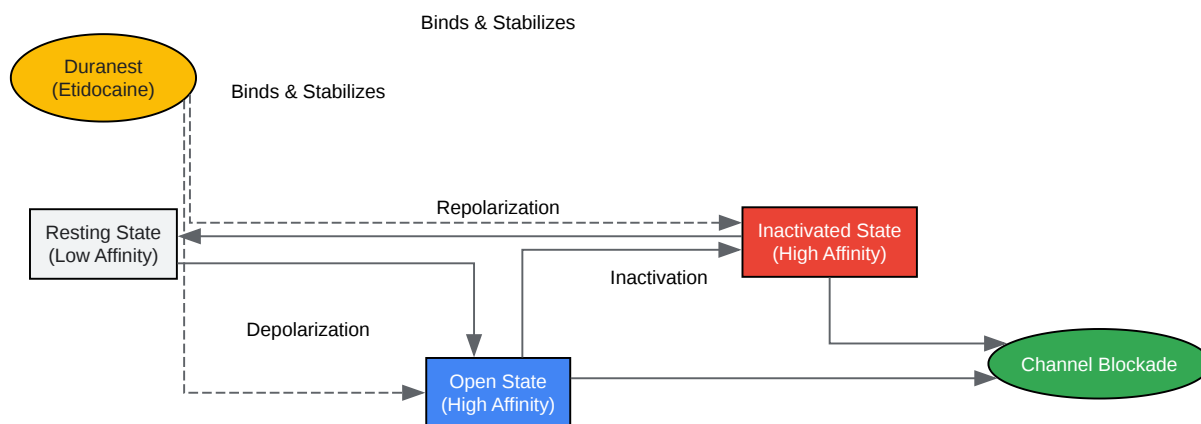 Binds & Stabilizes
Duranest
(Etidocaine)
Binds & Stabilizes
Repolarization
Resting State
(Low Affinity)
Inactivated State
(High Affinity)
Inactivation
Depolarization
Open State
(High Affinity)
Channel Blockade